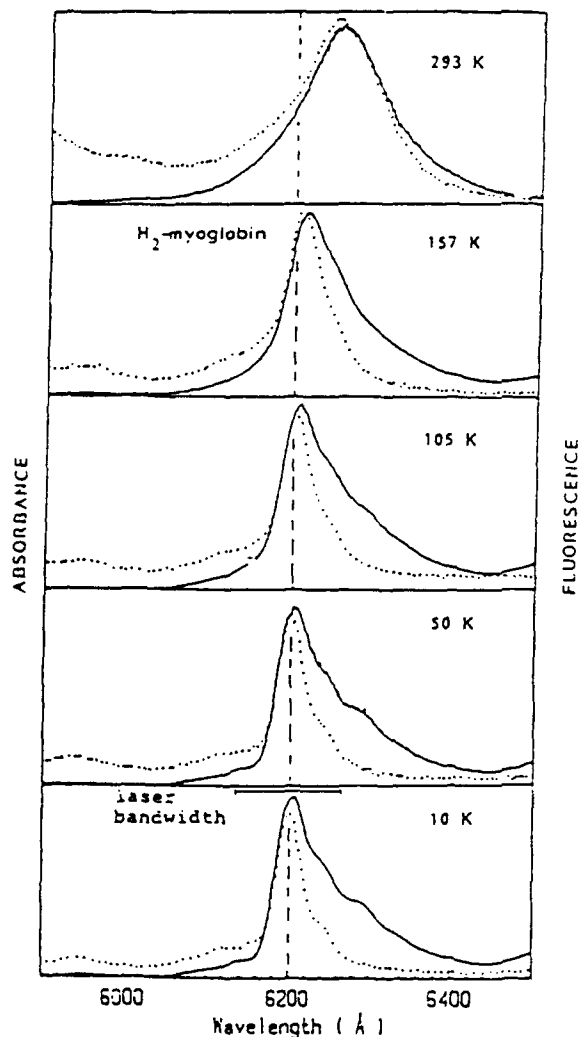 293 K
H2-myoglobin
157 K
105 K
ABSORBANCE
FLUORESCENCE
50 K
laser
bandwidth
10 K
6000 6200 6400
Wavelength ( Å )